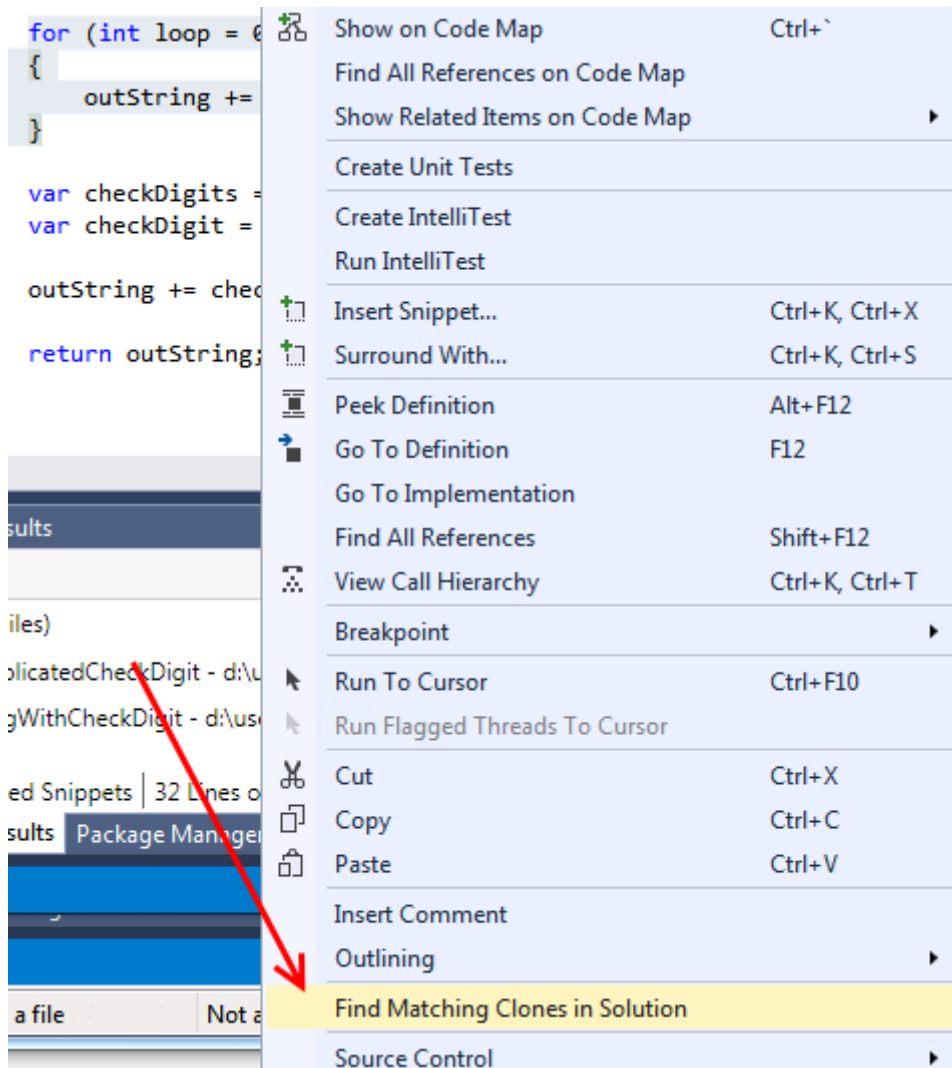 for (int loop = 0
{
outString +=
}
var checkDigits =
var checkDigit =
outString += chec
return outString;
sults
iles)
plicatedCheckDigit - d:\u
gWithCheckDigit - d:\use
ed Snippets | 32 Lines o
sults Package Manager
a file Not a
Show on Code Map Ctrl+`
Find All References on Code Map
Show Related Items on Code Map
Create Unit Tests
Create IntelliTest
Run IntelliTest
Insert Snippet... Ctrl+K, Ctrl+X
Surround With... Ctrl+K, Ctrl+S
Peek Definition Alt+F12
Go To Definition F12
Go To Implementation
Find All References Shift+F12
View Call Hierarchy Ctrl+K, Ctrl+T
Breakpoint
Run To Cursor Ctrl+F10
Run Flagged Threads To Cursor
Cut Ctrl+X
Copy Ctrl+C
Paste Ctrl+V
Insert Comment
Outlining
Find Matching Clones in Solution
Source Control